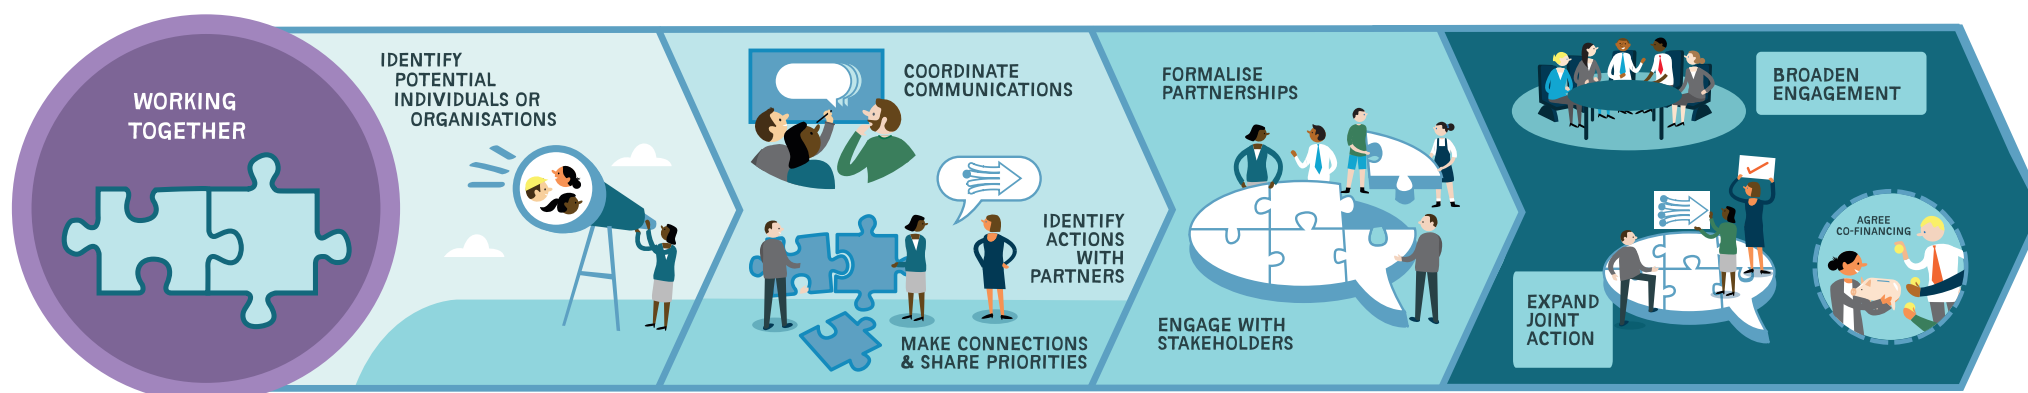 WORKING
TOGETHER
IDENTIFY
POTENTIAL
INDIVIDUALS OR
ORGANISATIONS
COORDINATE
COMMUNICATIONS
IDENTIFY
ACTIONS
WITH
PARTNERS
MAKE CONNECTIONS
& SHARE PRIORITIES
FORMALISE
PARTNERSHIPS
ENGAGE WITH
STAKEHOLDERS
BROADEN
ENGAGEMENT
EXPAND
JOINT
ACTION
AGREE
CO-FINANCING